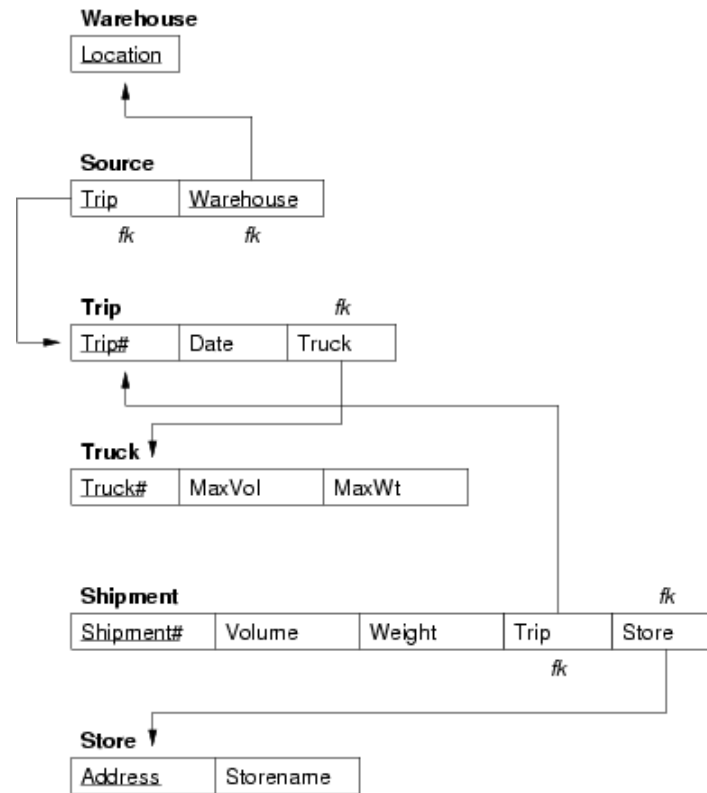 Warehouse
Location
Source
Trip Warehouse
fk fk
Trip fk
Trip# Date Truck
Truck
Truck# MaxVol MaxWt
Shipment fk
Shipment# Volume Weight Trip Store
fk
Store
Address Storename